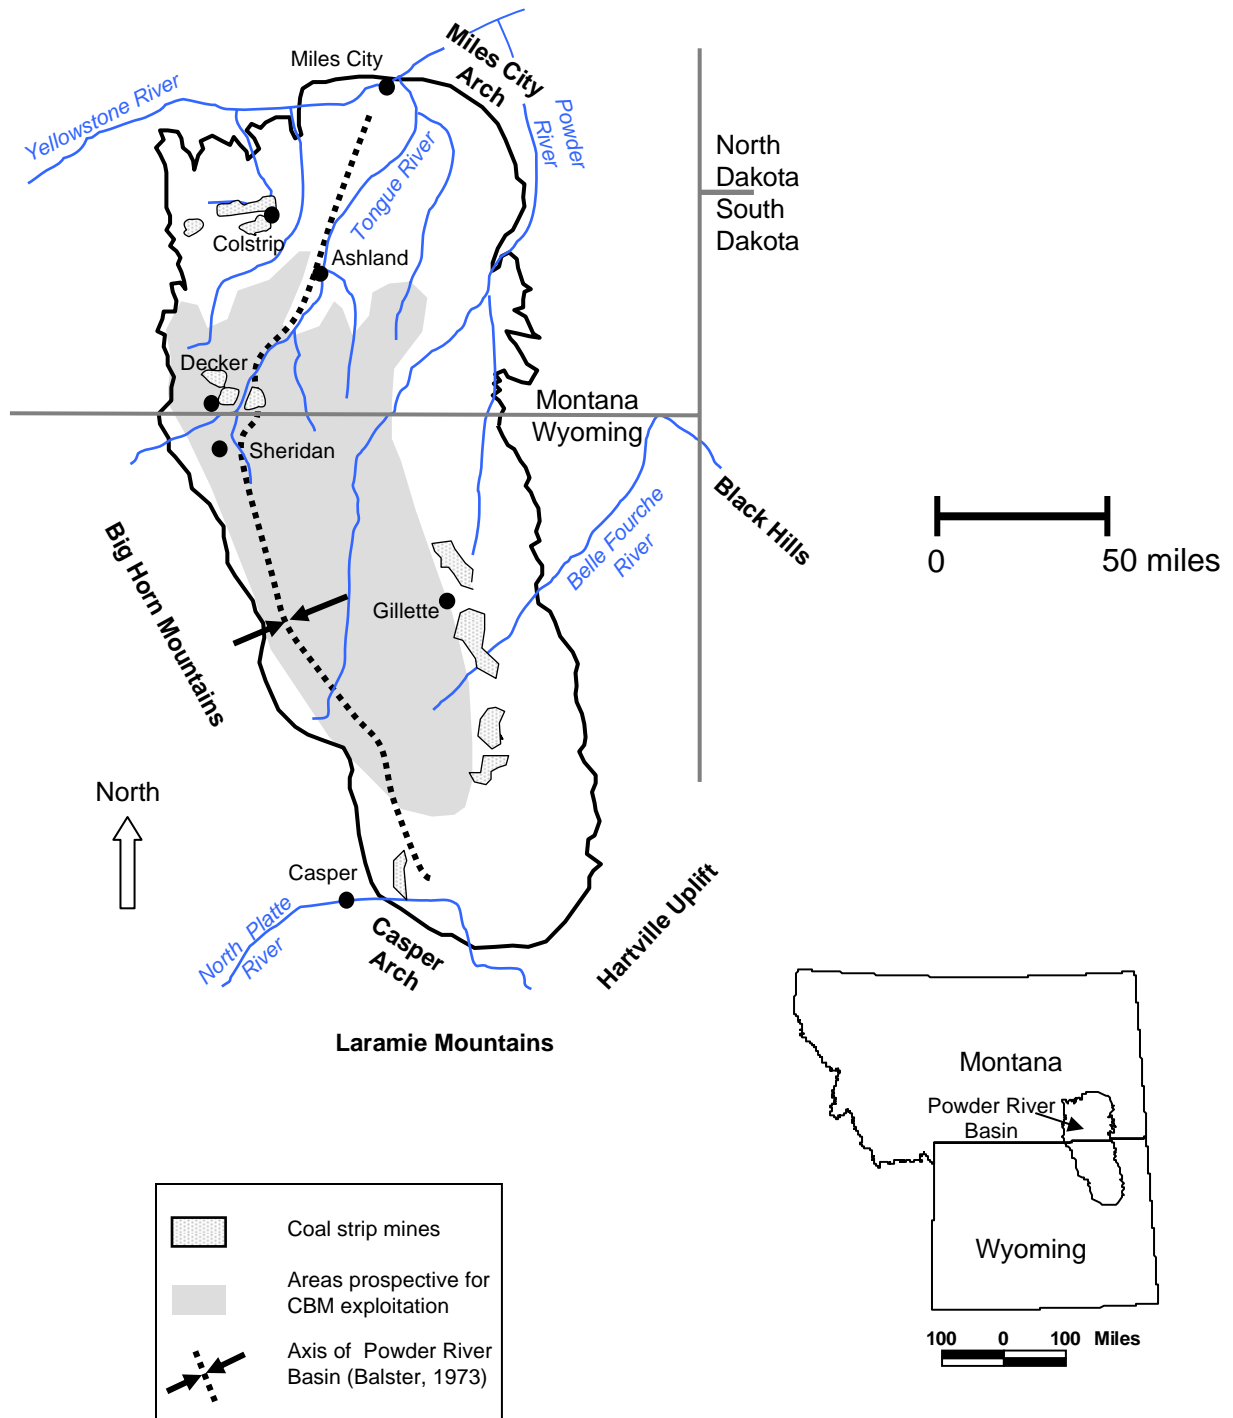 Miles City
Miles City
Arch
Yellowstone River
Powder
River
North
Dakota
South
Dakota
Tongue River
Colstrip
Ashland
Decker
Montana
Wyoming
Sheridan
Black Hills
Belle Fourche
River
0
50 miles
Big Horn Mountains
Gillette
North
Casper
North Platte
River
Casper
Arch
Hartville Uplift
Laramie Mountains
Montana
Powder River
Basin
Wyoming
100 0 100 Miles
Coal strip mines
Areas prospective for
CBM exploitation
Axis of Powder River
Basin (Balster, 1973)